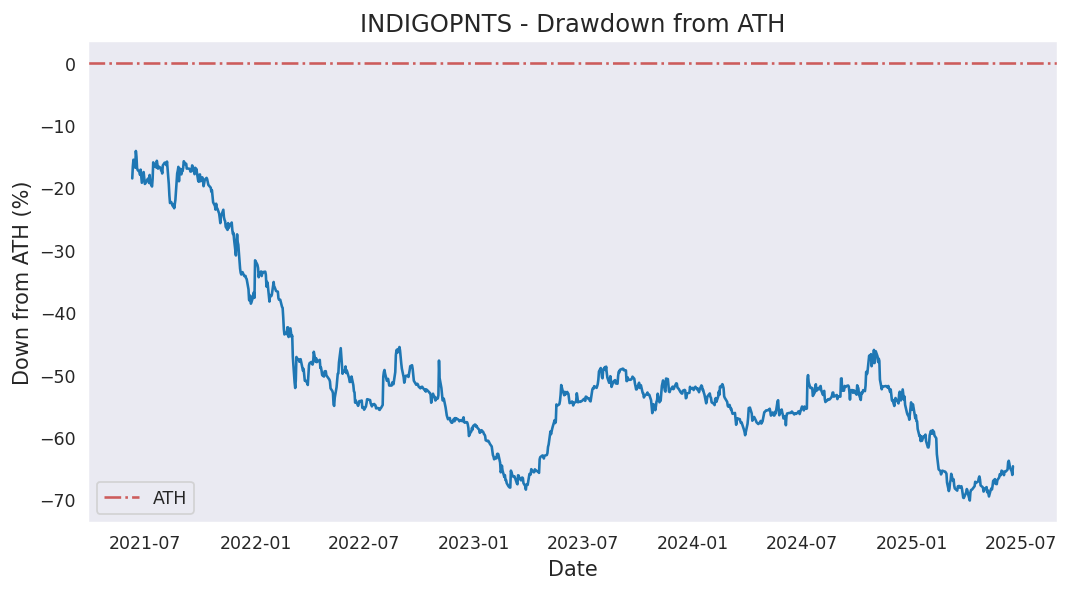 INDIGOPNTS - Drawdown from ATH
Down from ATH (%)
0
−10
−20
−30
−40
−50
−60
−70
ATH
2021-07 2022-01 2022-07 2023-01 2023-07 2024-01 2024-07 2025-01 2025-07
Date